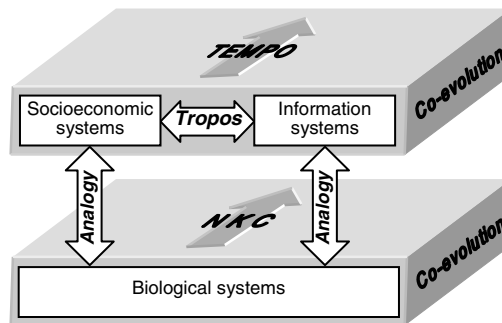 TEMPO
Socioeconomic
systems
Tropos
Information
systems
Co-evolution
Analogy
Analogy
NKC
Biological systems
Co-evolution